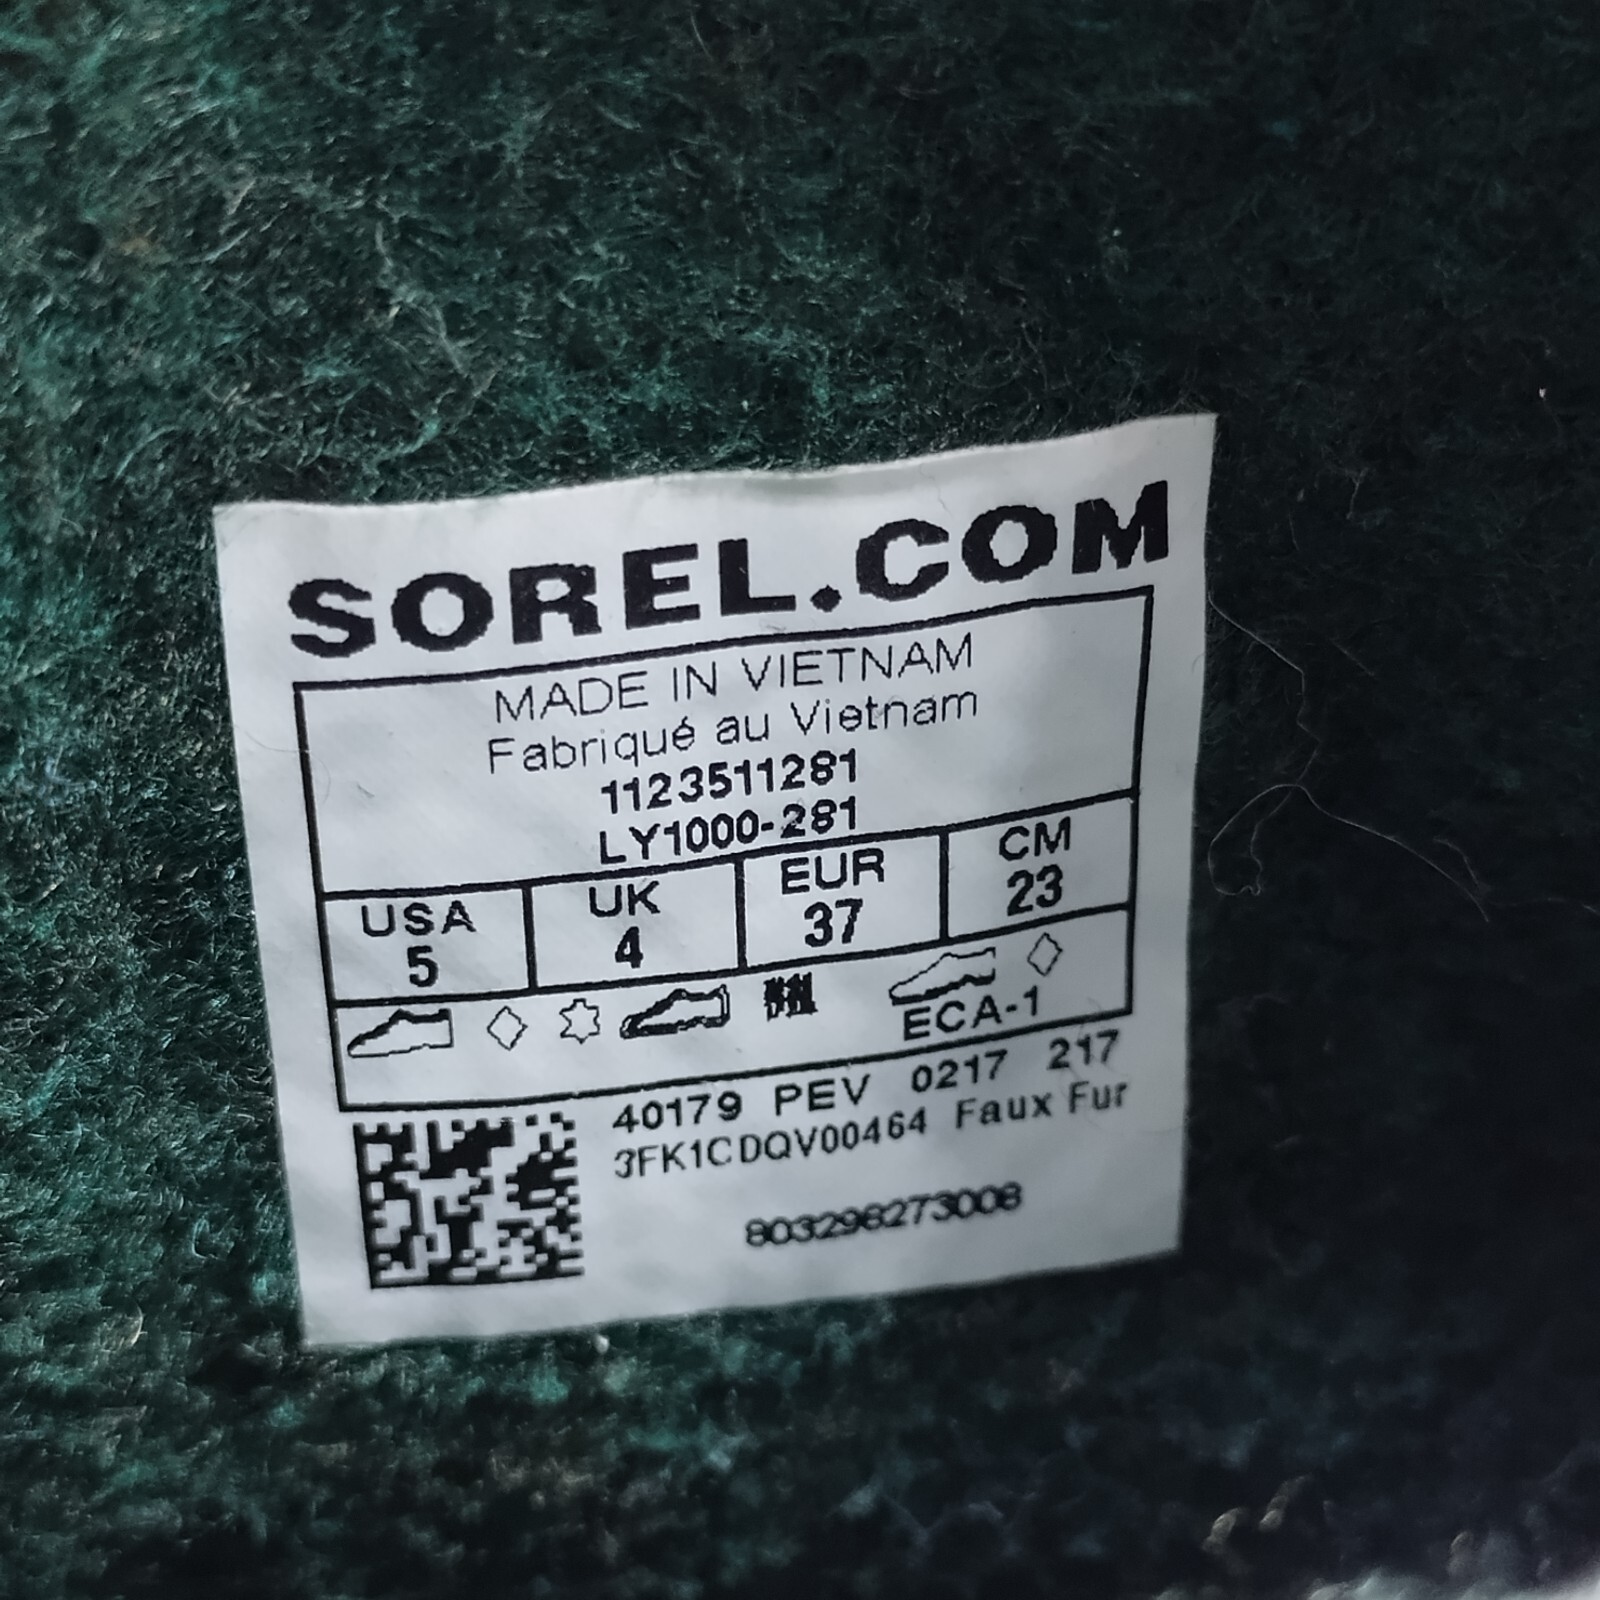 SOREL.COM
MADE IN VIETNAM
Fabriqué au Vietnam
1123511281
LY1000-281
USA UK EUR CM
5 4 37 23
ECA-1
40179 PEV 0217 217
3FK1CDQV00464 Faux Fur
803298273008